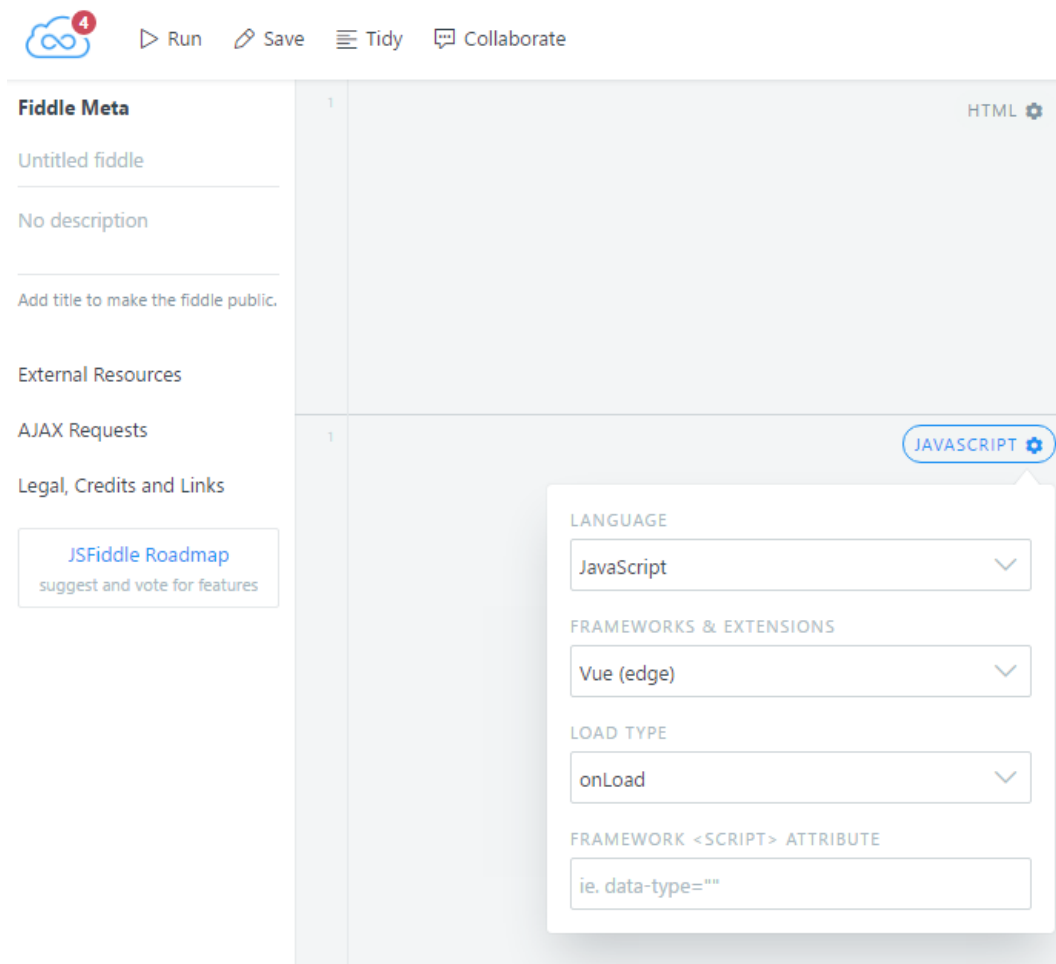 4
Run Save Tidy Collaborate
Fiddle Meta
Untitled fiddle
No description
Add title to make the fiddle public.
External Resources
AJAX Requests
Legal, Credits and Links
JSFiddle Roadmap
suggest and vote for features
1
HTML
1
JAVASCRIPT
LANGUAGE
JavaScript
FRAMEWORKS & EXTENSIONS
Vue (edge)
LOAD TYPE
onLoad
FRAMEWORK <SCRIPT> ATTRIBUTE
ie. data-type=""